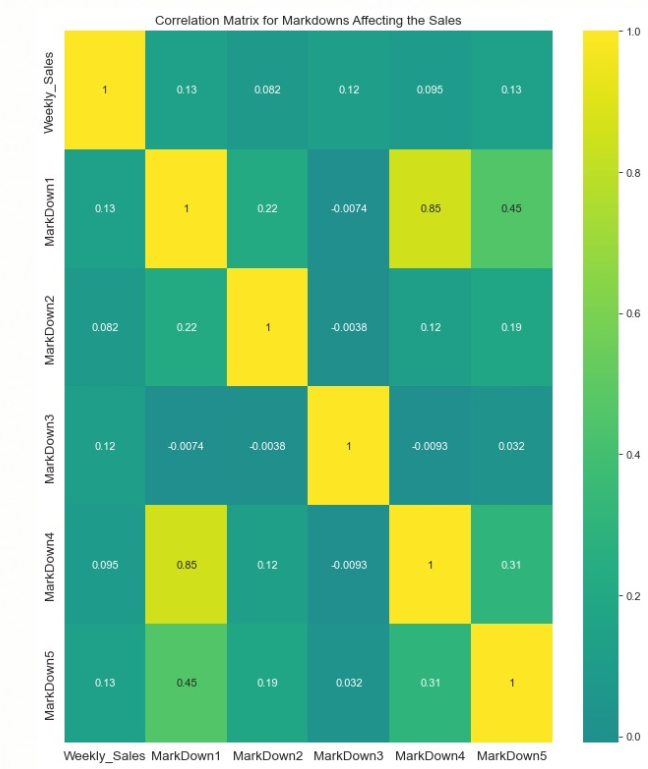 Correlation Matrix for Markdowns Affecting the Sales
Weekly_Sales 1 0.13 0.082 0.12 0.095 0.13
MarkDown1 0.13 1 0.22 -0.0074 0.85 0.45
MarkDown2 0.082 0.22 1 -0.0038 0.12 0.19
MarkDown3 0.12 -0.0074 -0.0038 1 -0.0093 0.032
MarkDown4 0.095 0.85 0.12 -0.0093 1 0.31
MarkDown5 0.13 0.45 0.19 0.032 0.31 1
Weekly_Sales MarkDown1 MarkDown2 MarkDown3 MarkDown4 MarkDown5
1.0
0.8
0.6
0.4
0.2
0.0